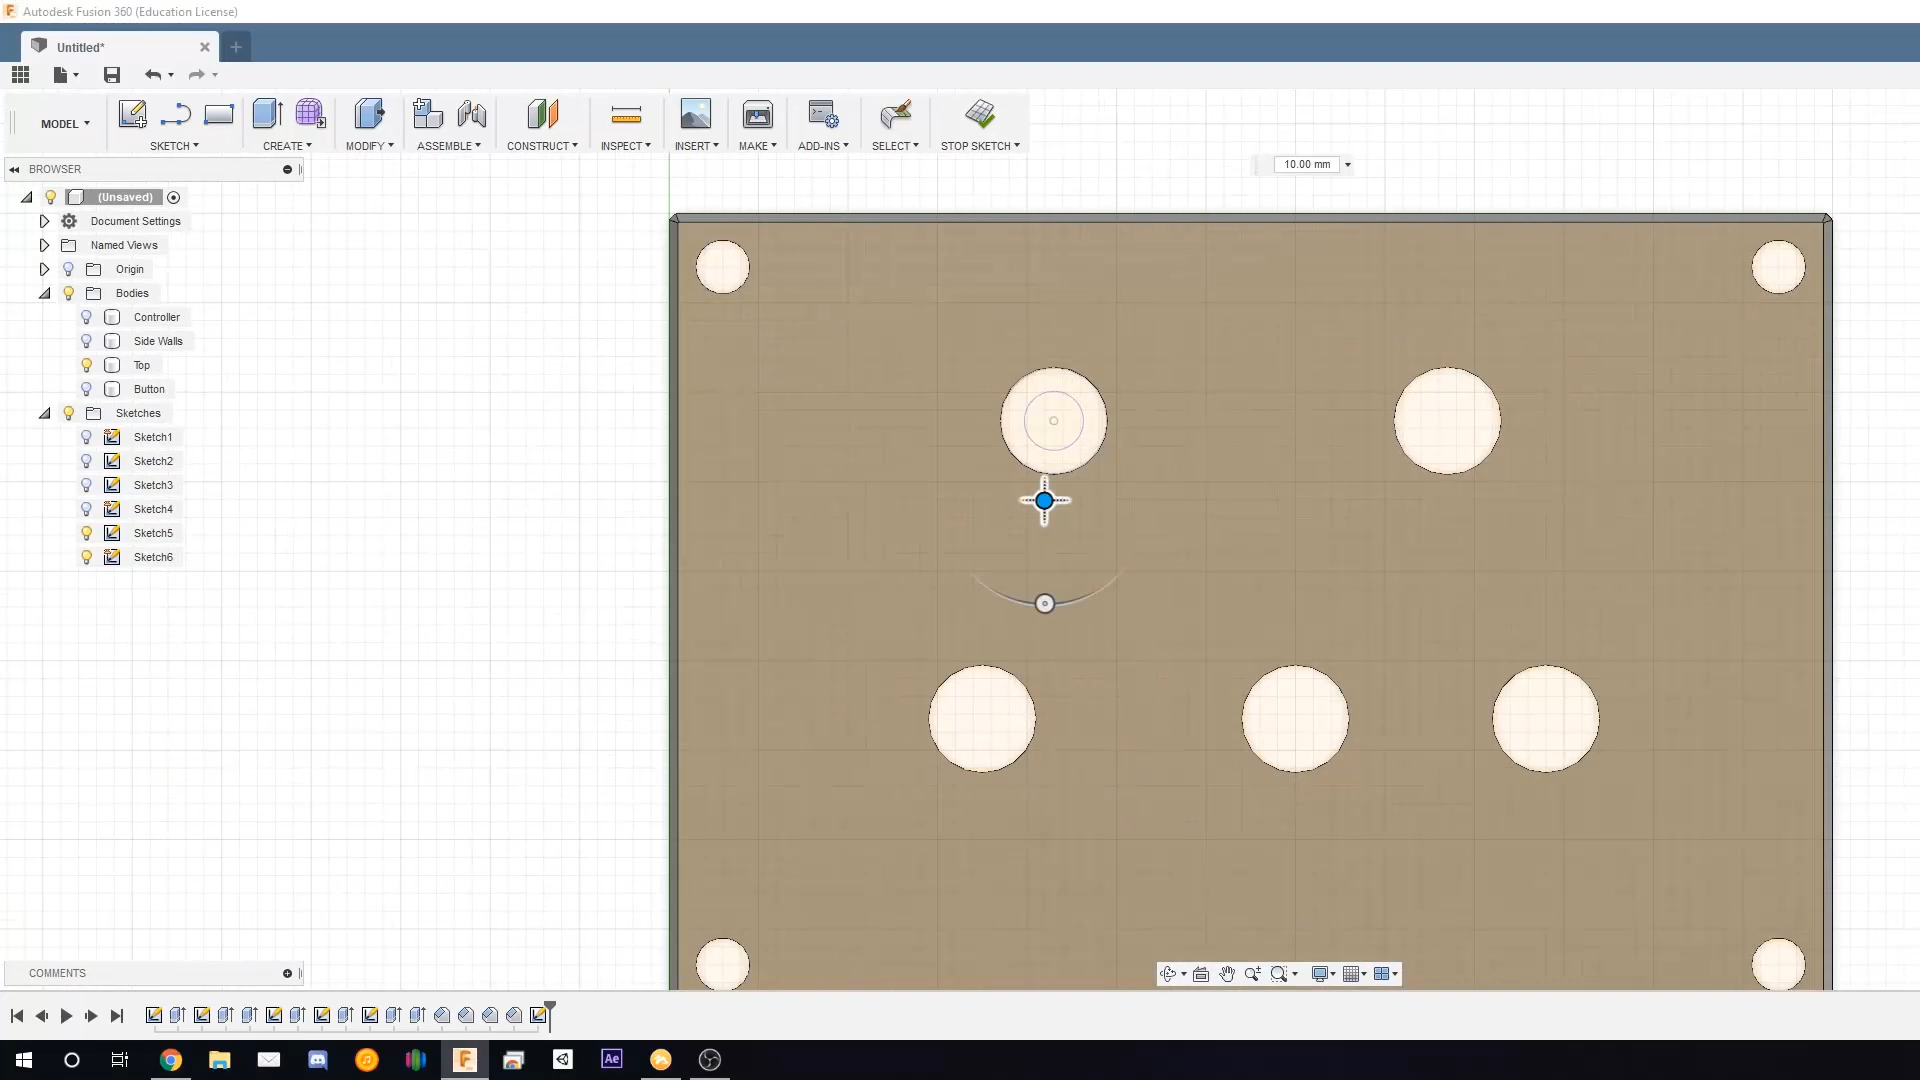 Autodesk Fusion 360 (Education License)
Untitled*
MODEL
SKETCH
CREATE
MODIFY
ASSEMBLE
CONSTRUCT
INSPECT
INSERT
MAKE
ADD-INS
SELECT
STOP SKETCH
10.00 mm
BROWSER
(Unsaved)
Document Settings
Named Views
Origin
Bodies
Controller
Side Walls
Top
Button
Sketches
Sketch1
Sketch2
Sketch3
Sketch4
Sketch5
Sketch6
COMMENTS
Ae